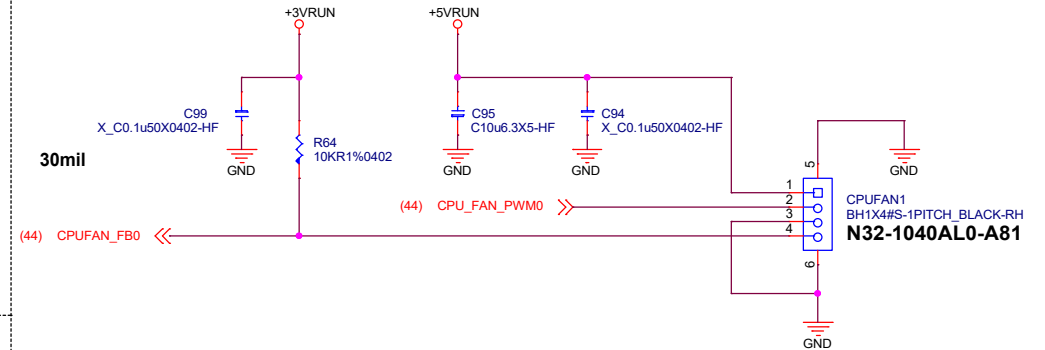 +3VRUN
+5VRUN
C99
X_C0.1u50X0402-HF
GND
R64
10KR1%0402
C95
C10u6.3X5-HF
GND
C94
X_C0.1u50X0402-HF
GND
30mil
5
GND
(44) CPU_FAN_PWM0
1
2
3
4
CPUFAN1
BH1X4#S-1PITCH_BLACK-RH
N32-1040AL0-A81
(44) CPUFAN_FB0
6
GND